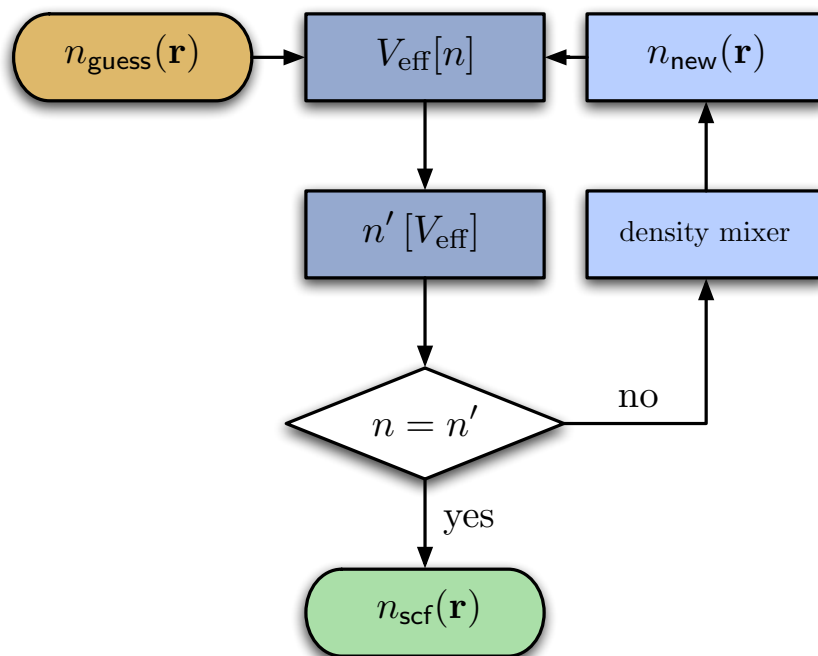 n_guess(r)
V_eff[n]
n_new(r)
n′ [V_eff]
density mixer
n = n′
no
yes
n_scf(r)